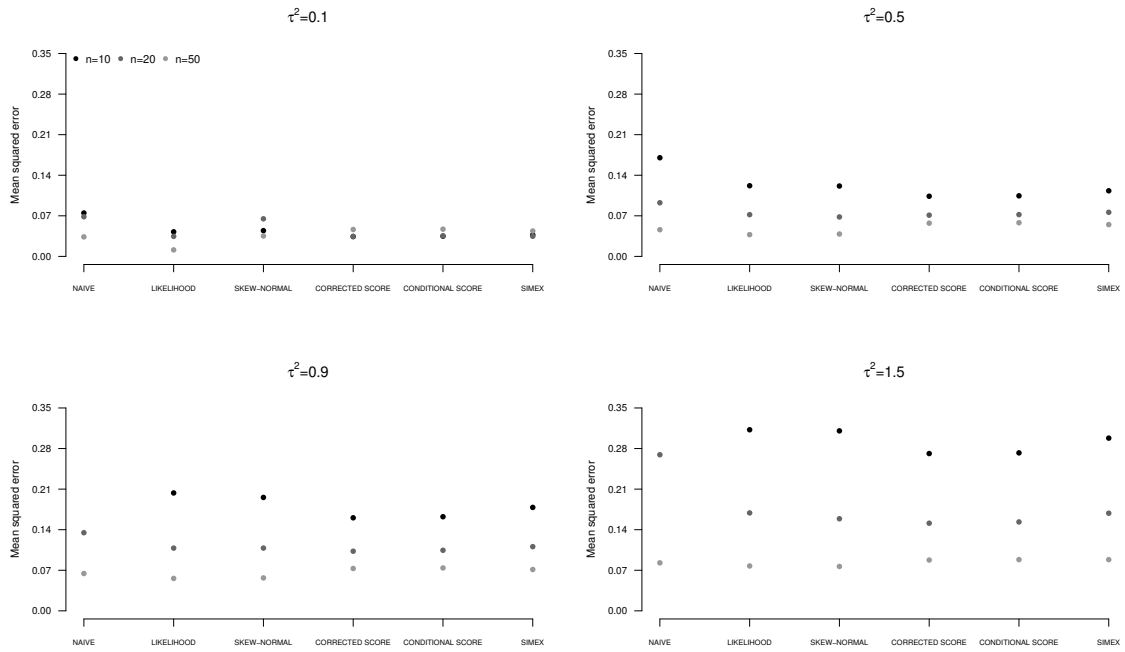 τ²=0.1
Mean squared error
0.35
0.28
0.21
0.14
0.07
0.00
n=10 n=20 n=50
NAIVE LIKELIHOOD SKEW−NORMAL CORRECTED SCORE CONDITIONAL SCORE SIMEX
τ²=0.5
Mean squared error
0.35
0.28
0.21
0.14
0.07
0.00
NAIVE LIKELIHOOD SKEW−NORMAL CORRECTED SCORE CONDITIONAL SCORE SIMEX
τ²=0.9
Mean squared error
0.35
0.28
0.21
0.14
0.07
0.00
NAIVE LIKELIHOOD SKEW−NORMAL CORRECTED SCORE CONDITIONAL SCORE SIMEX
τ²=1.5
Mean squared error
0.35
0.28
0.21
0.14
0.07
0.00
NAIVE LIKELIHOOD SKEW−NORMAL CORRECTED SCORE CONDITIONAL SCORE SIMEX